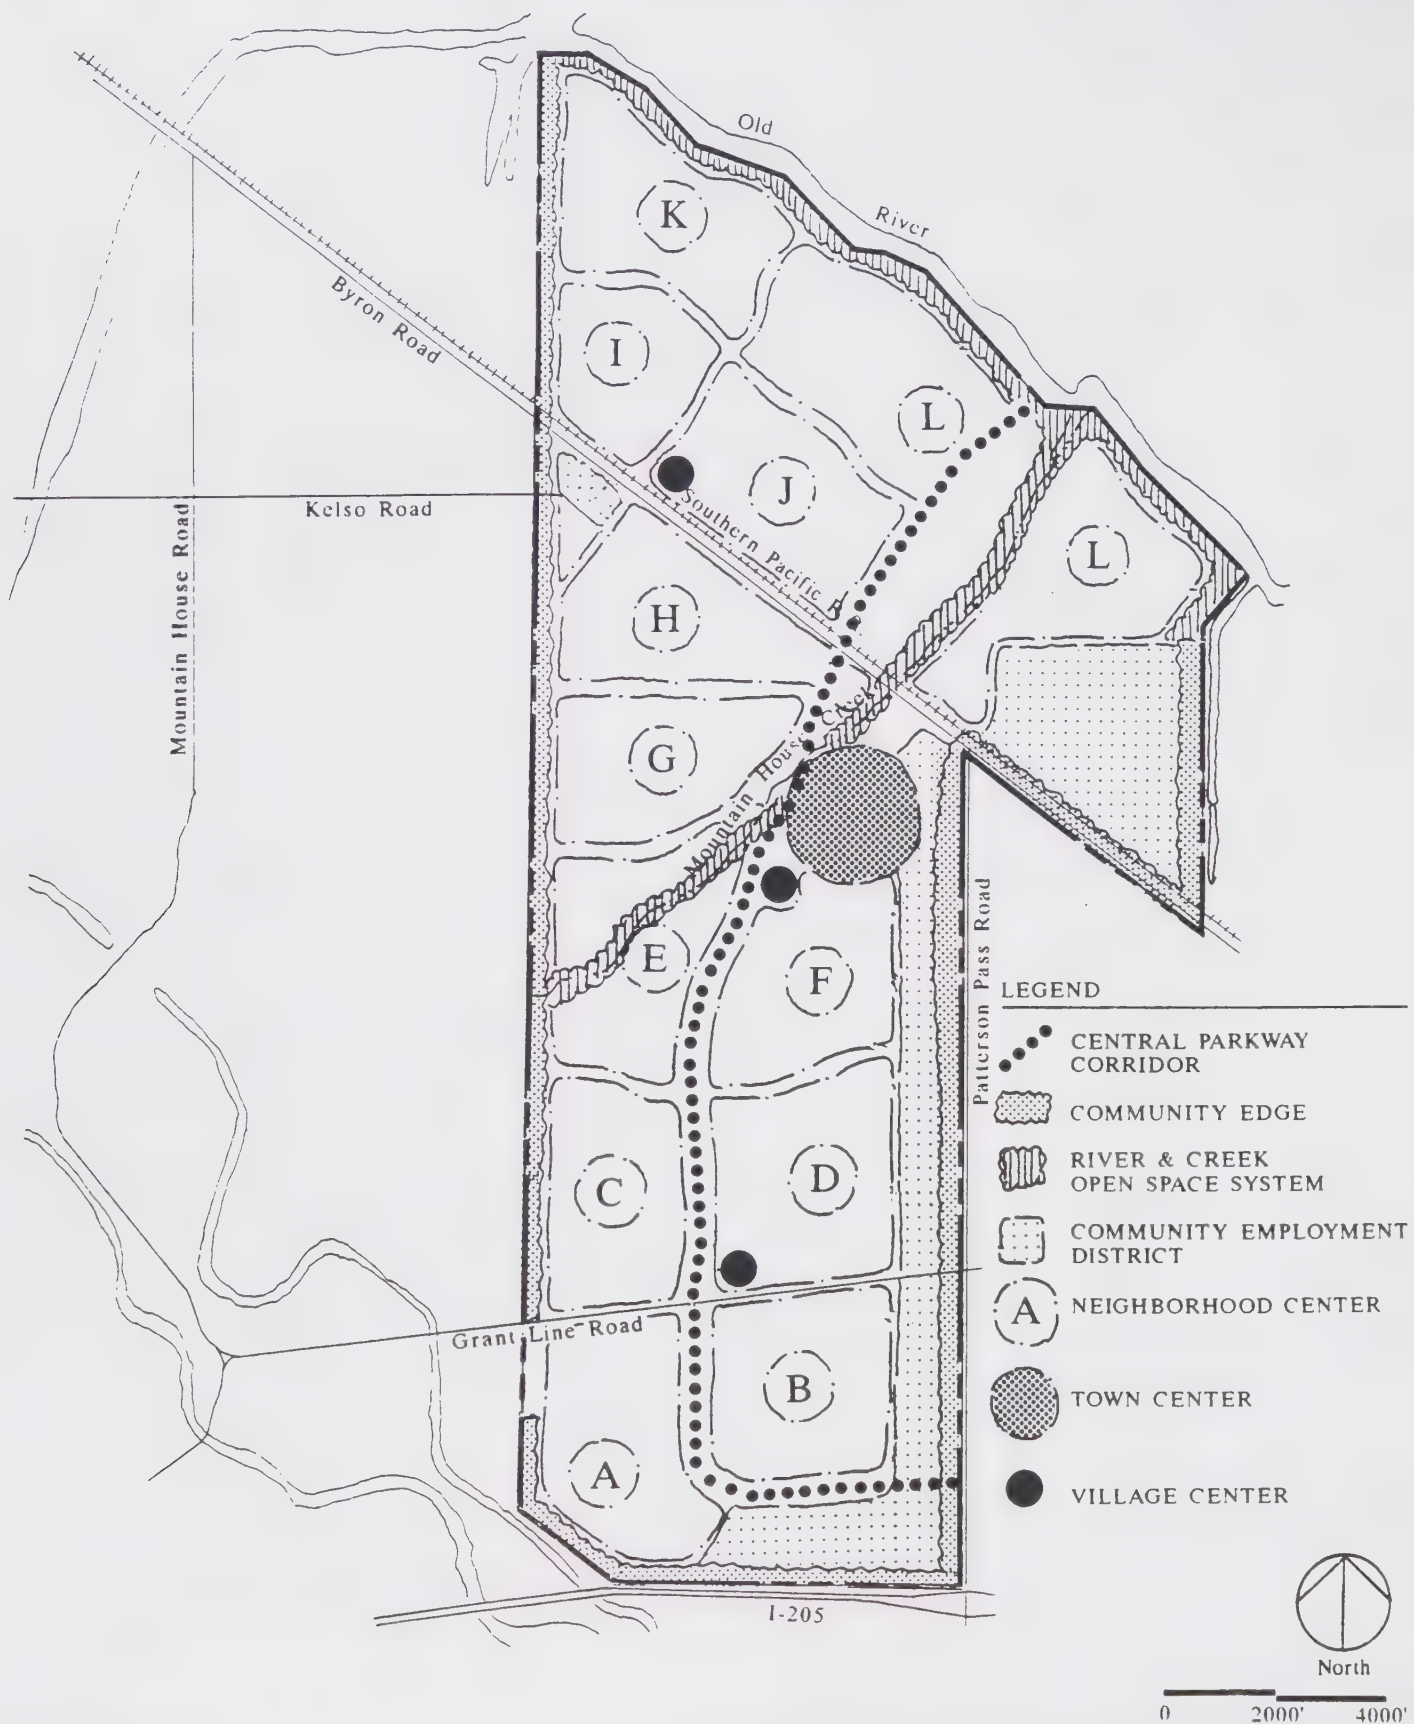 Old
River
K
Byron Road
I
L
J
Kelso Road
Southern Pacific R
L
H
Mountain House Road
G
Mountain House Creek
E
F
Patterson Pass Road
C
D
Grant Line Road
B
A
I-205
LEGEND
CENTRAL PARKWAY
CORRIDOR
COMMUNITY EDGE
RIVER & CREEK
OPEN SPACE SYSTEM
COMMUNITY EMPLOYMENT
DISTRICT
A
NEIGHBORHOOD CENTER
TOWN CENTER
VILLAGE CENTER
North
0 2000' 4000'